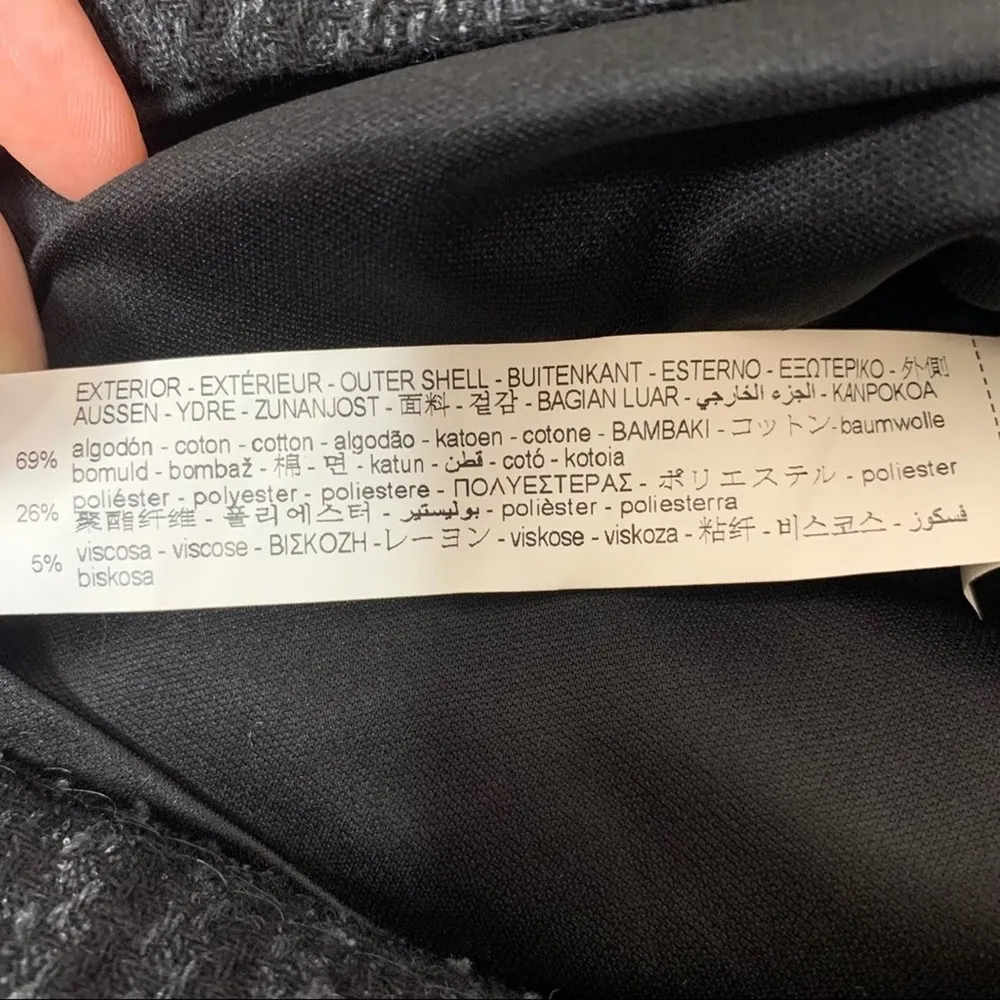 EXTERIOR - EXTÉRIEUR - OUTER SHELL - BUITENKANT - ESTERNO - ΕΞΩΤΕΡΙΚΟ - 外側
AUSSEN - YDRE - ZUNANJOST - 面料 - 겉감 - BAGIAN LUAR - الجزء الخارجي - KANPOKOA
69% algodón - coton - cotton - algodão - katoen - cotone - ΒΑΜΒΑΚΙ - コットン - baumwolle
bomuld - bombaž - 棉 - 면 - katun - قطن - cotó - kotoia
26% poliéster - polyester - poliestere - ΠΟΛΥΕΣΤΕΡΑΣ - ポリエステル - poliester
聚酯纤维 - 폴리에스터 - بوليستير - polièster - poliesterra
5% viscosa - viscose - ΒΙΣΚΟΖΗ - レーヨン - viskose - viskoza - 粘纤 - 비스코스 - فسكوز
biskosa